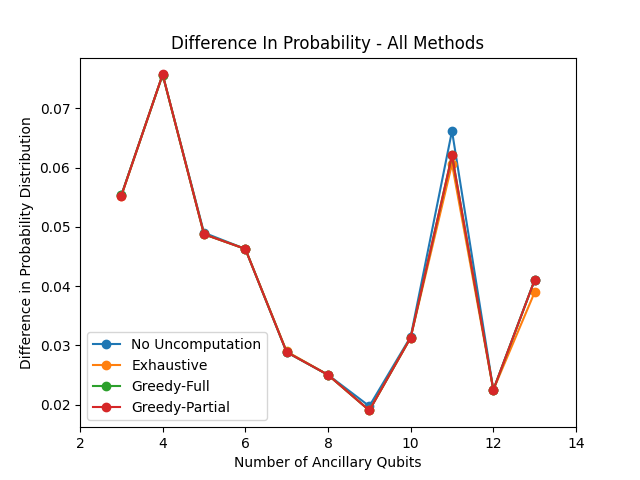 Difference In Probability - All Methods
Difference in Probability Distribution
0.07
0.06
0.05
0.04
0.03
0.02
No Uncomputation
Exhaustive
Greedy-Full
Greedy-Partial
2 4 6 8 10 12 14
Number of Ancillary Qubits